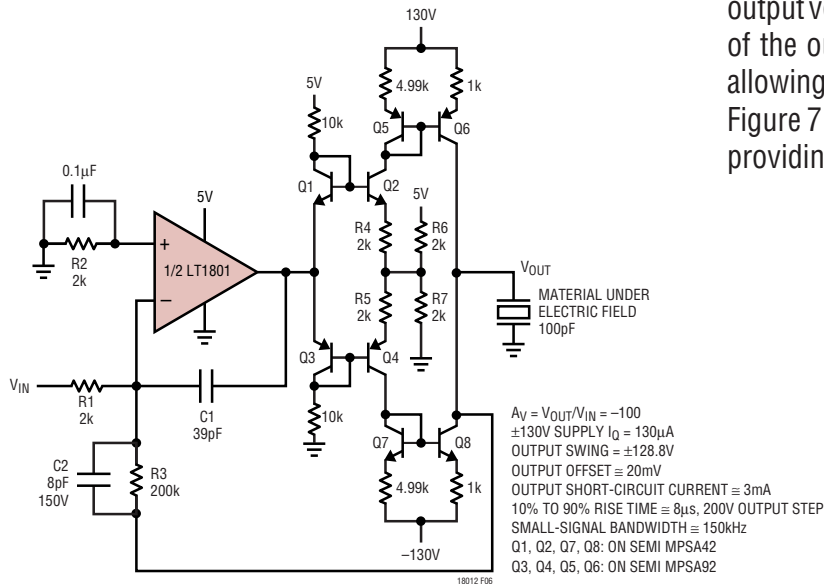 130V
4.99k
1k
Q5
Q6
5V
10k
Q1
Q2
0.1µF
5V
+
1/2 LT1801
−
R2
2k
R4
2k
5V
R6
2k
R5
2k
R7
2k
VOUT
MATERIAL UNDER
ELECTRIC FIELD
100pF
Q3
Q4
VIN
R1
2k
C1
39pF
10k
C2
8pF
150V
R3
200k
Q7
Q8
4.99k
1k
−130V
18012 F06
AV = VOUT/VIN = –100
±130V SUPPLY IQ = 130µA
OUTPUT SWING = ±128.8V
OUTPUT OFFSET ≅ 20mV
OUTPUT SHORT-CIRCUIT CURRENT ≅ 3mA
10% TO 90% RISE TIME ≅ 8µs, 200V OUTPUT STEP
SMALL-SIGNAL BANDWIDTH ≅ 150kHz
Q1, Q2, Q7, Q8: ON SEMI MPSA42
Q3, Q4, Q5, Q6: ON SEMI MPSA92
output v
of the o
allowing
Figure 7
providin